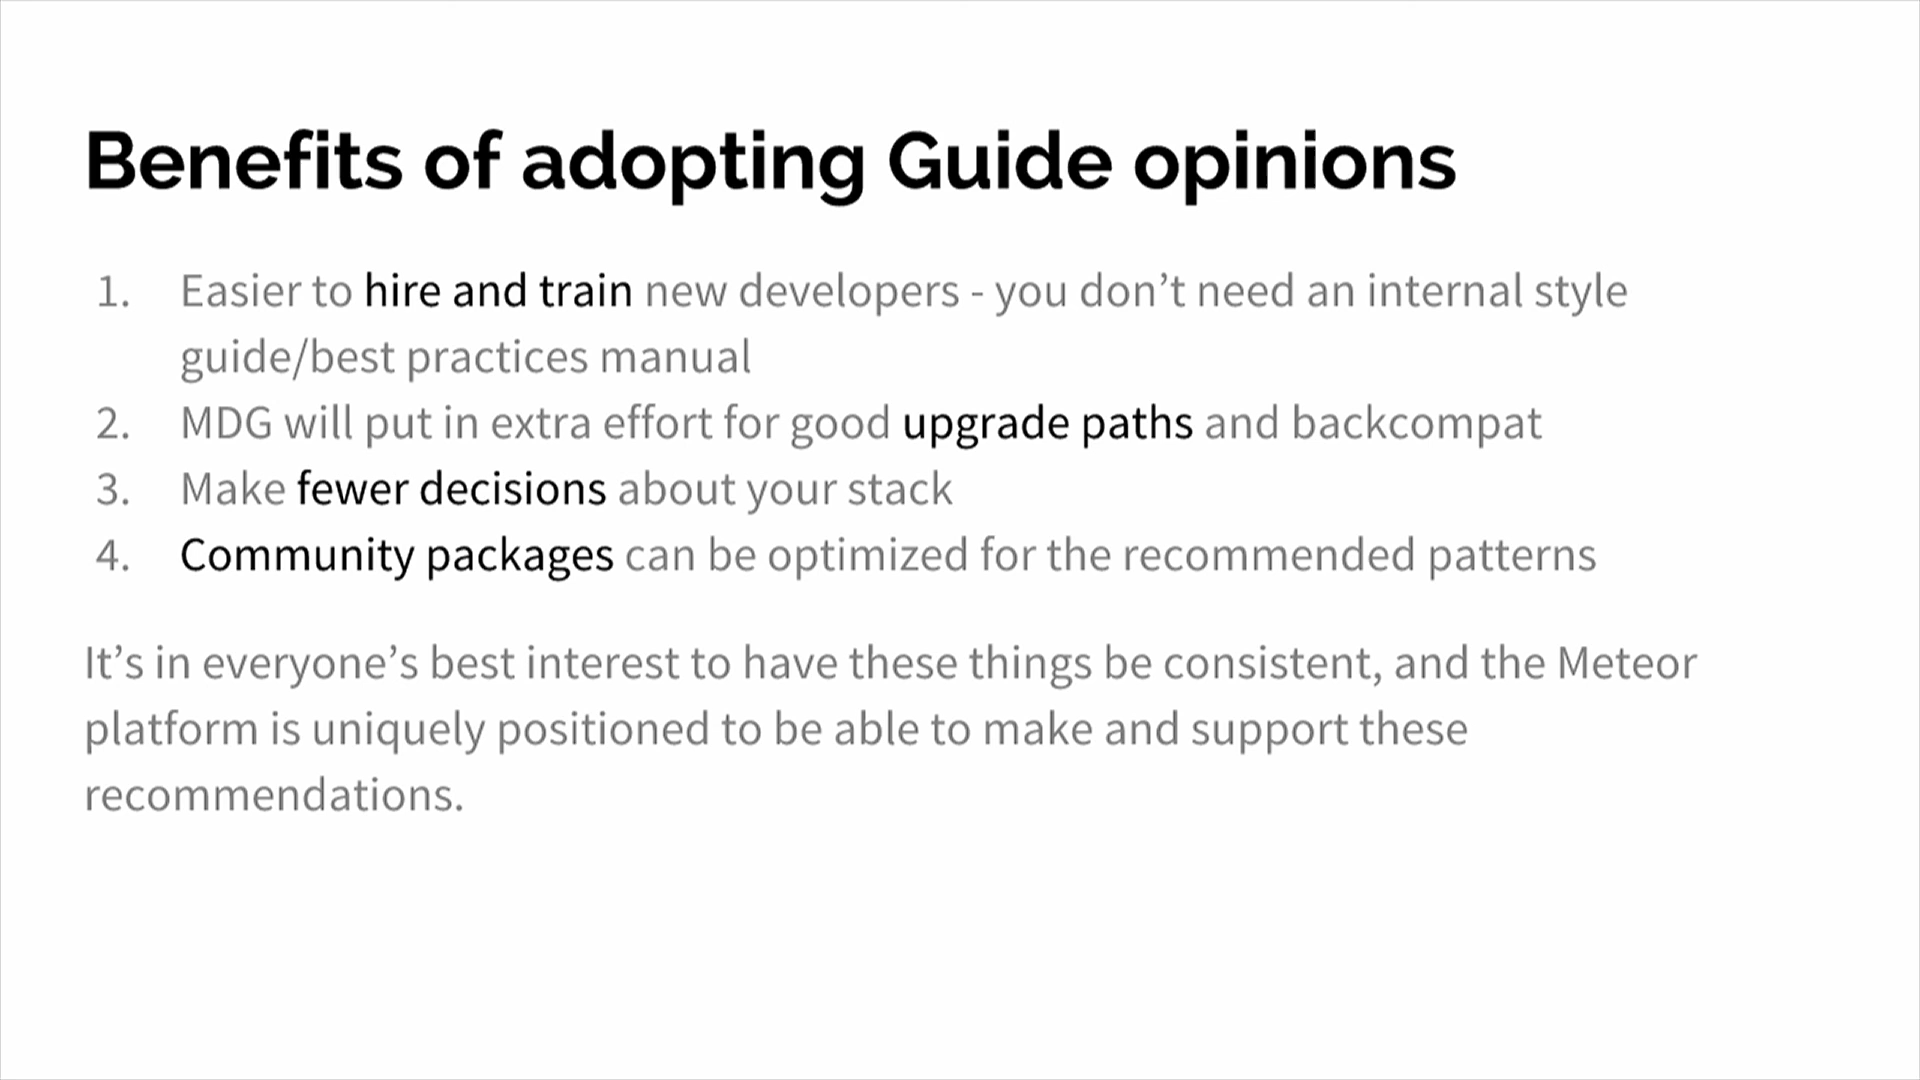 Benefits of adopting Guide opinions
1. Easier to hire and train new developers - you don’t need an internal style
guide/best practices manual
2. MDG will put in extra effort for good upgrade paths and backcompat
3. Make fewer decisions about your stack
4. Community packages can be optimized for the recommended patterns
It’s in everyone’s best interest to have these things be consistent, and the Meteor
platform is uniquely positioned to be able to make and support these
recommendations.